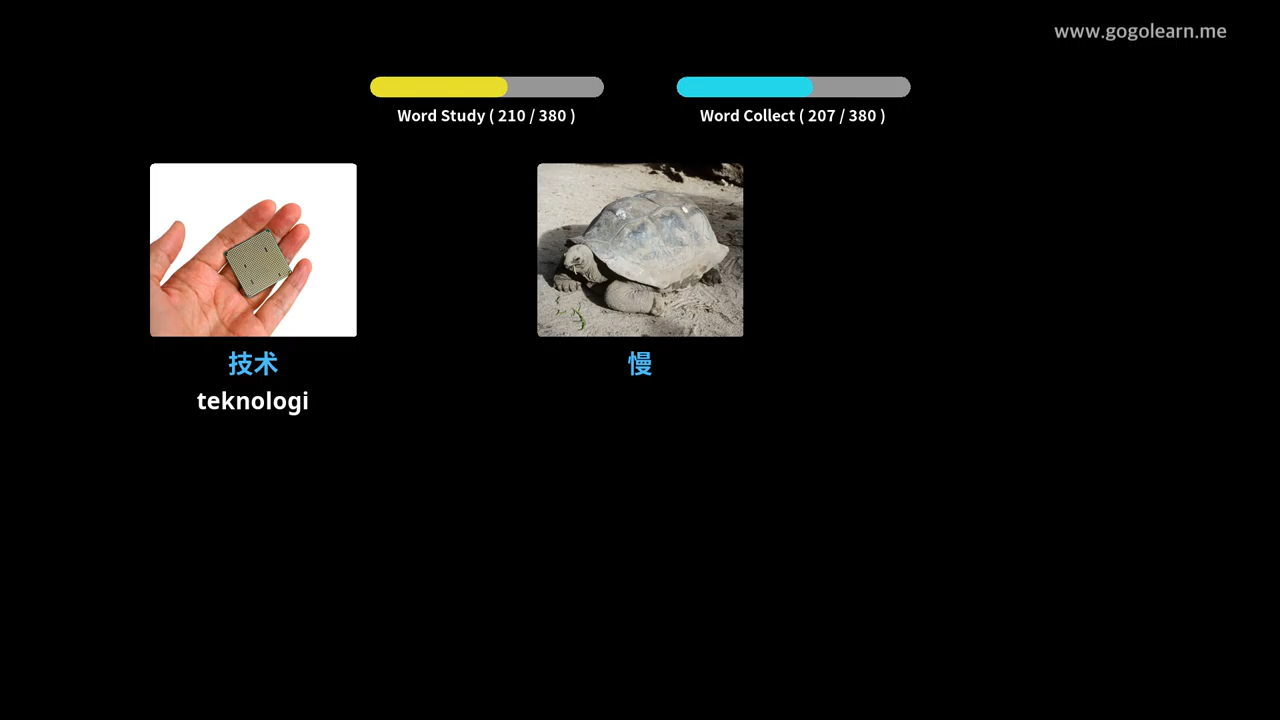 www.gogolearn.me
Word Study ( 210 / 380 )
Word Collect ( 207 / 380 )
技术
teknologi
慢